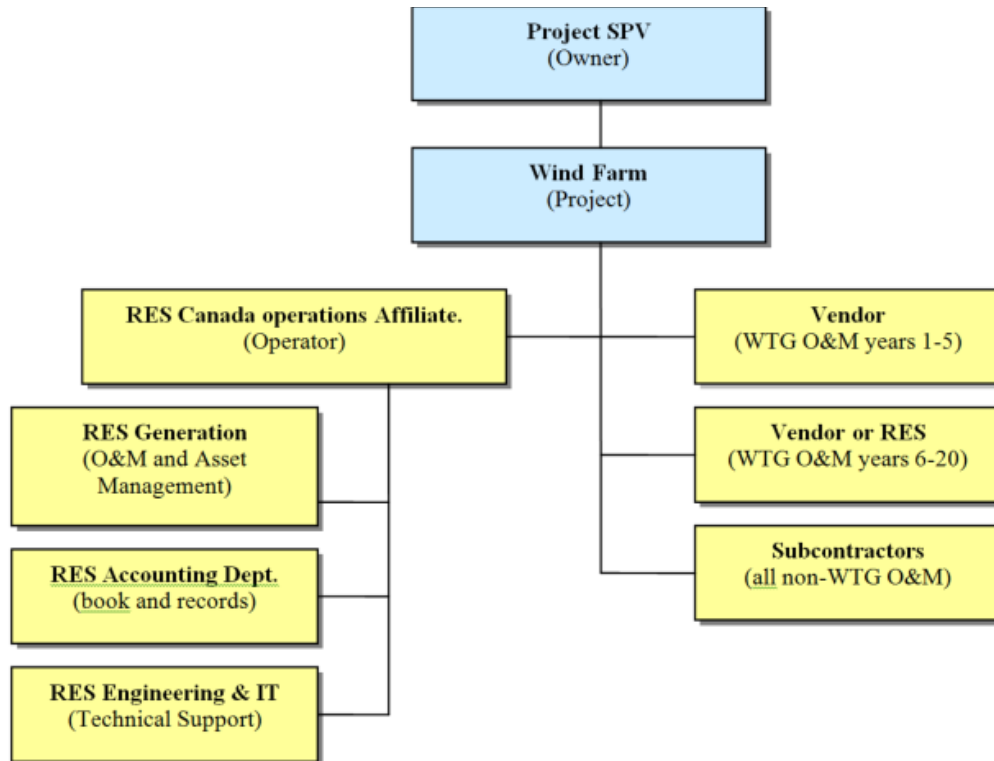 Project SPV
(Owner)
Wind Farm
(Project)
RES Canada operations Affiliate.
(Operator)
Vendor
(WTG O&M years 1-5)
RES Generation
(O&M and Asset
Management)
Vendor or RES
(WTG O&M years 6-20)
RES Accounting Dept.
(book and records)
Subcontractors
(all non-WTG O&M)
RES Engineering & IT
(Technical Support)